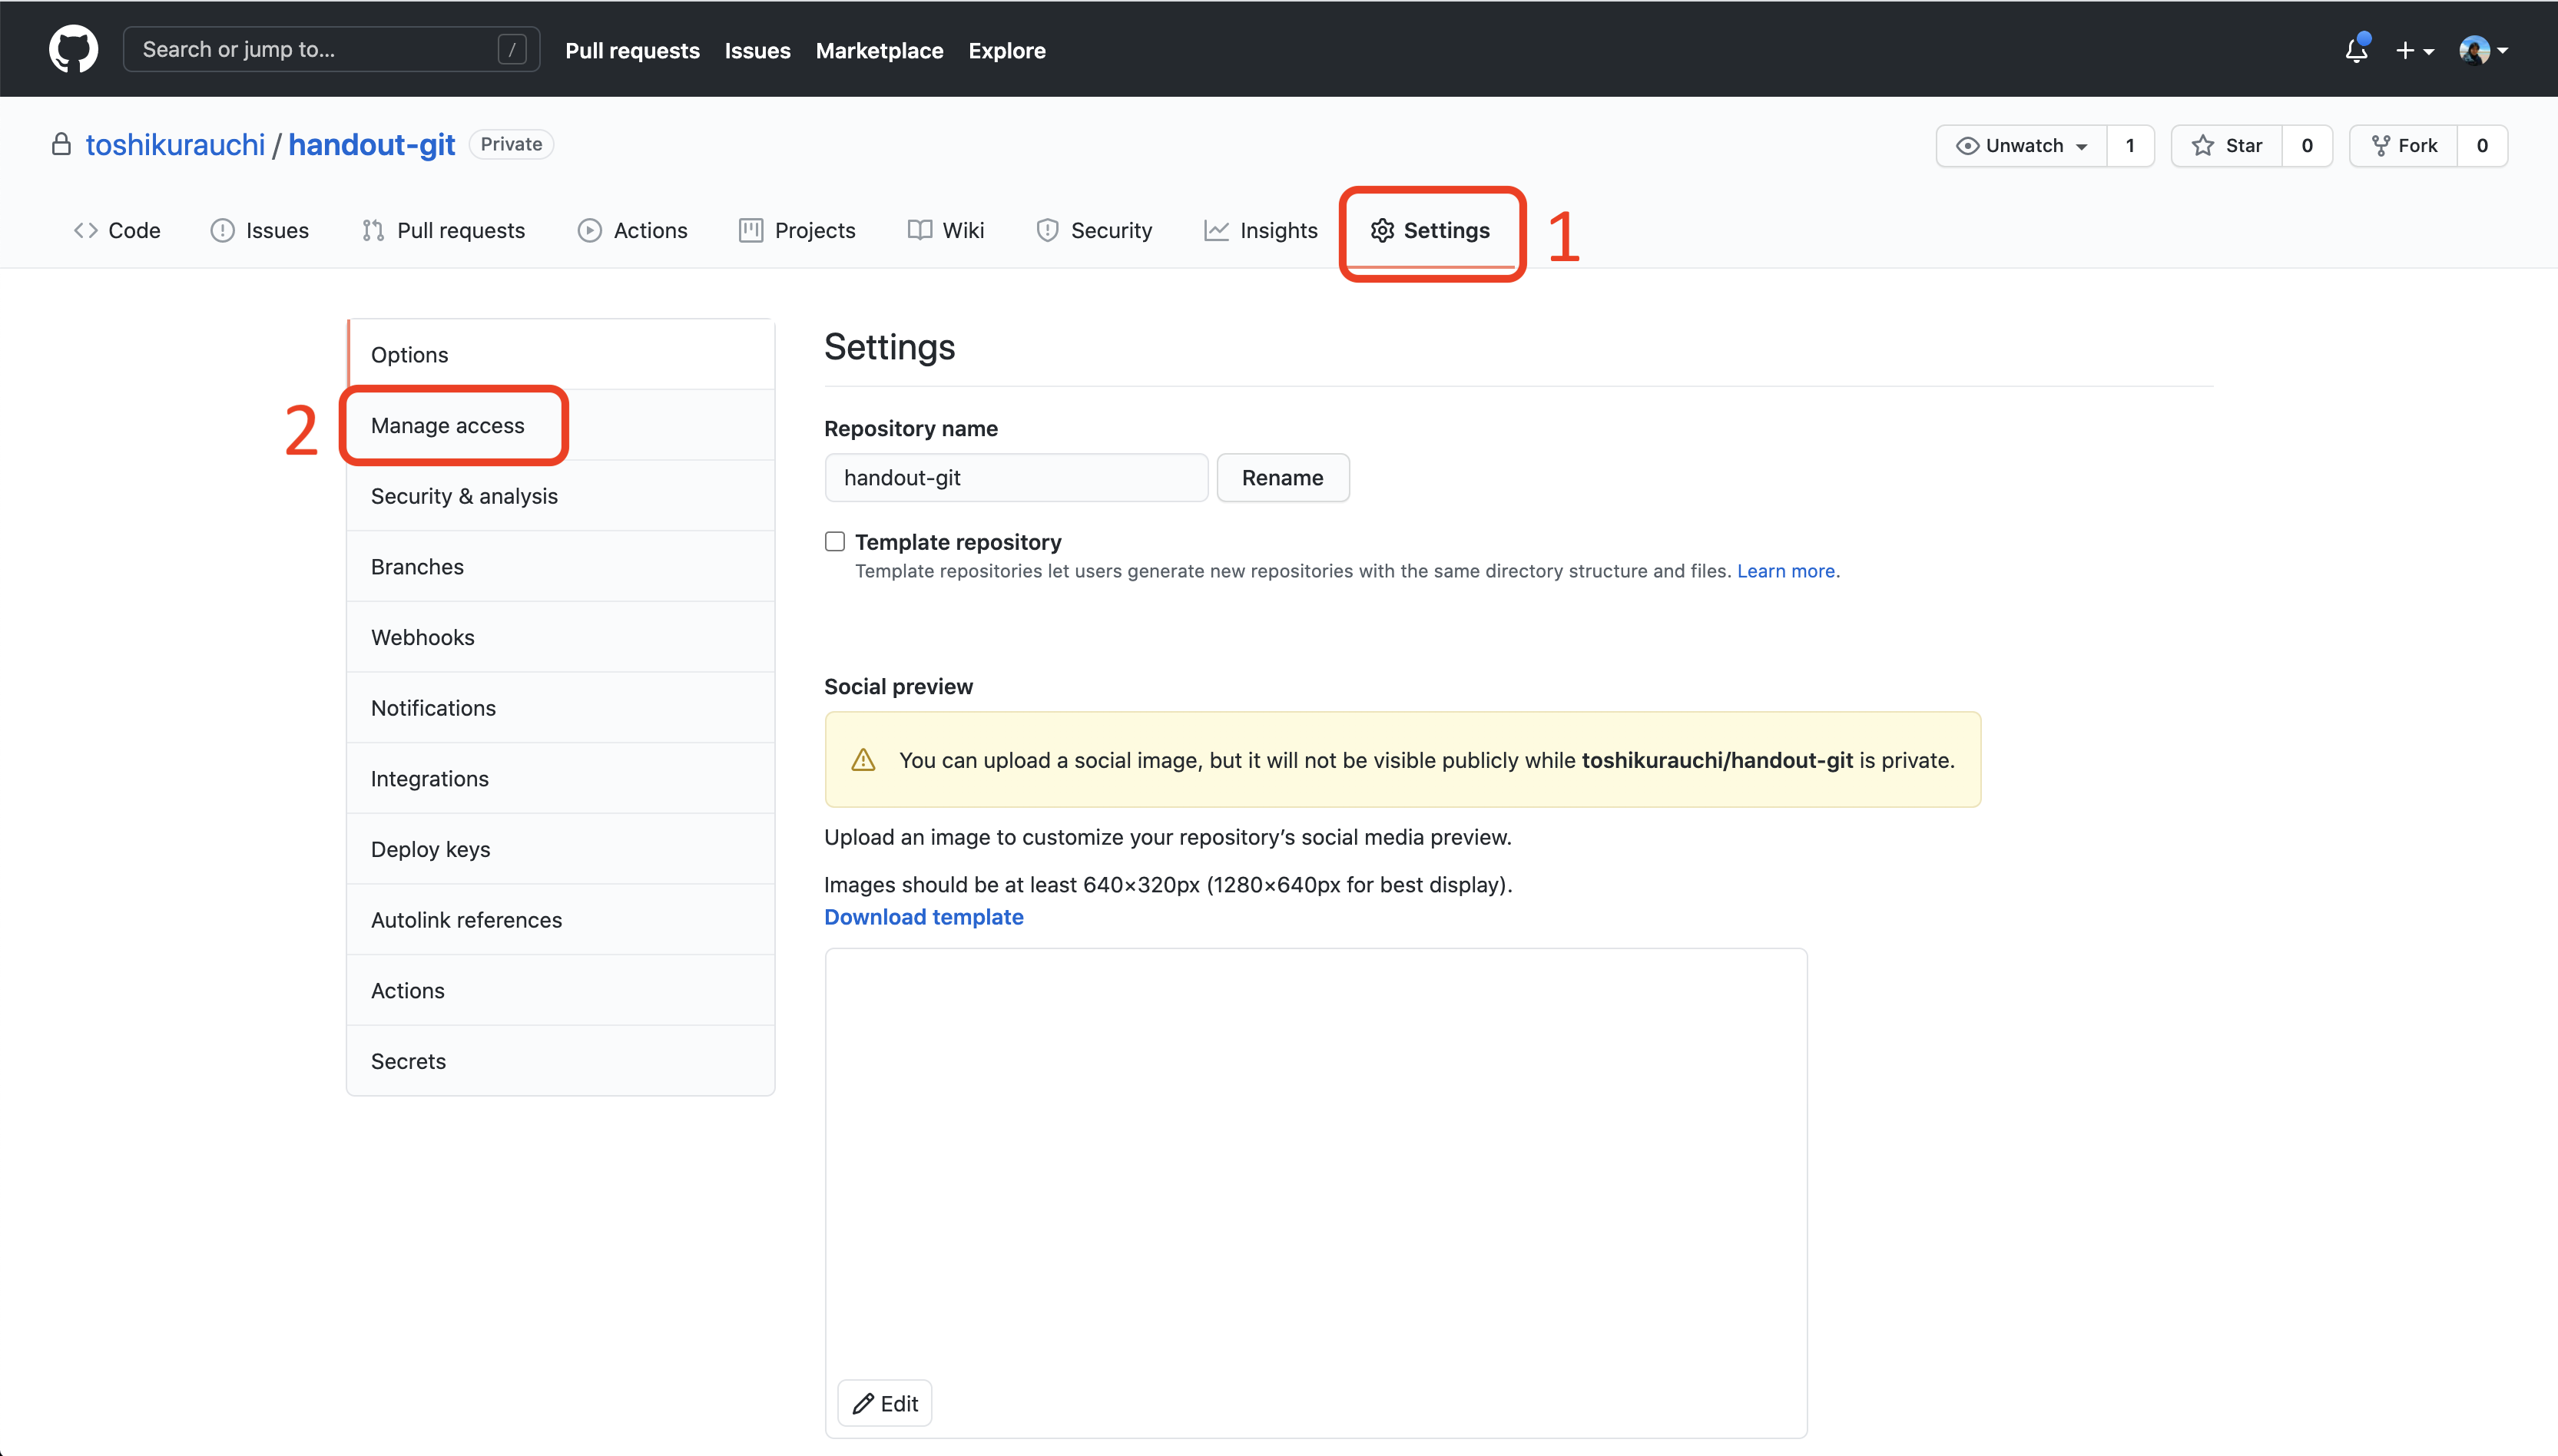 Search or jump to... / Pull requests Issues Marketplace Explore
toshikurauchi / handout-git Private Unwatch 1 Star 0 Fork 0
Code Issues Pull requests Actions Projects Wiki Security Insights Settings 1
Options
2 Manage access
Security & analysis
Branches
Webhooks
Notifications
Integrations
Deploy keys
Autolink references
Actions
Secrets
Settings
Repository name
handout-git Rename
Template repository
Template repositories let users generate new repositories with the same directory structure and files. Learn more.
Social preview
You can upload a social image, but it will not be visible publicly while toshikurauchi/handout-git is private.
Upload an image to customize your repository’s social media preview.
Images should be at least 640×320px (1280×640px for best display).
Download template
Edit